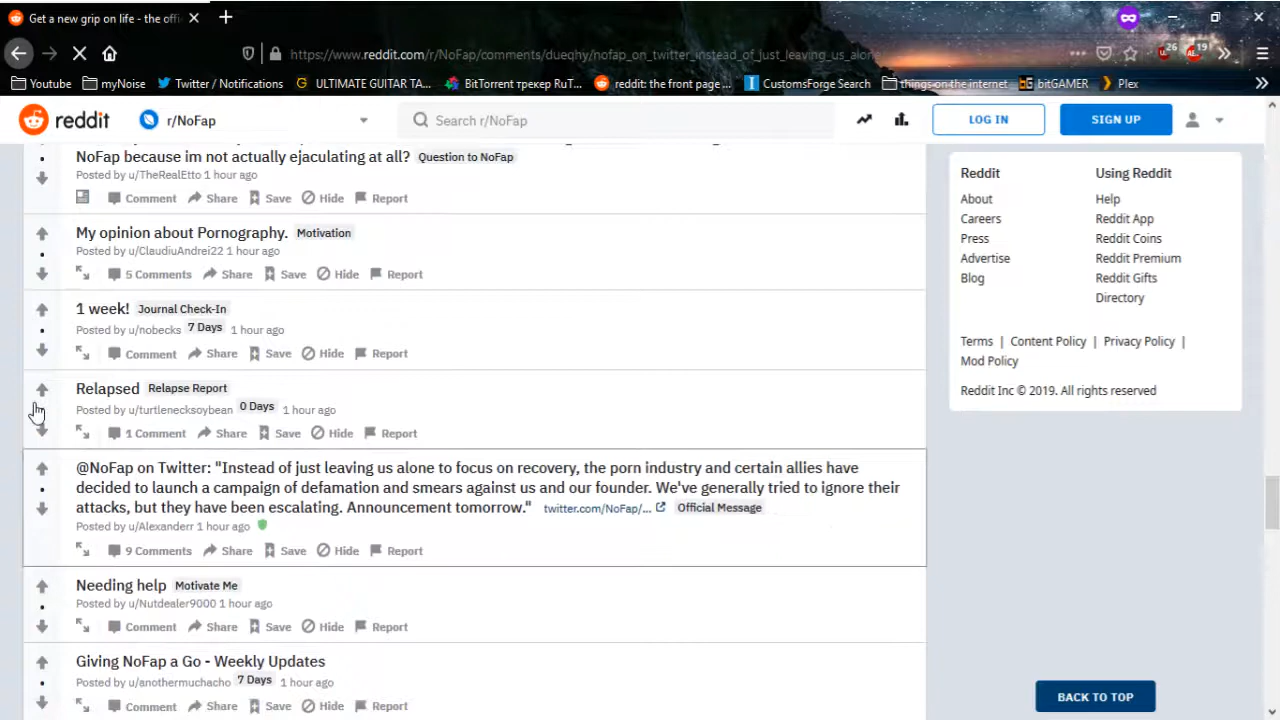 Get a new grip on life - the offi
https://www.reddit.com/r/NoFap/comments/dueqhy/nofap_on_twitter_instead_of_just_leaving_us_alone
26
19
Youtube
myNoise
Twitter / Notifications
ULTIMATE GUITAR TA...
BitTorrent трекер RuT...
reddit: the front page ...
CustomsForge Search
things on the internet
bitGAMER
Plex
reddit
r/NoFap
Search r/NoFap
LOG IN
SIGN UP
NoFap because im not actually ejaculating at all? Question to NoFap
Posted by u/TheRealEtto 1 hour ago
Comment Share Save Hide Report
My opinion about Pornography. Motivation
Posted by u/ClaudiuAndrei22 1 hour ago
5 Comments Share Save Hide Report
1 week! Journal Check-In
Posted by u/nobecks 7 Days 1 hour ago
Comment Share Save Hide Report
Relapsed Relapse Report
Posted by u/turtlenecksoybean 0 Days 1 hour ago
1 Comment Share Save Hide Report
@NoFap on Twitter: "Instead of just leaving us alone to focus on recovery, the porn industry and certain allies have
decided to launch a campaign of defamation and smears against us and our founder. We've generally tried to ignore their
attacks, but they have been escalating. Announcement tomorrow." twitter.com/NoFap/... Official Message
Posted by u/Alexanderr 1 hour ago
9 Comments Share Save Hide Report
Needing help Motivate Me
Posted by u/Nutdealer9000 1 hour ago
Comment Share Save Hide Report
Giving NoFap a Go - Weekly Updates
Posted by u/anothermuchacho 7 Days 1 hour ago
Comment Share Save Hide Report
Reddit Using Reddit
About Help
Careers Reddit App
Press Reddit Coins
Advertise Reddit Premium
Blog Reddit Gifts
Directory
Terms | Content Policy | Privacy Policy |
Mod Policy
Reddit Inc © 2019. All rights reserved
BACK TO TOP